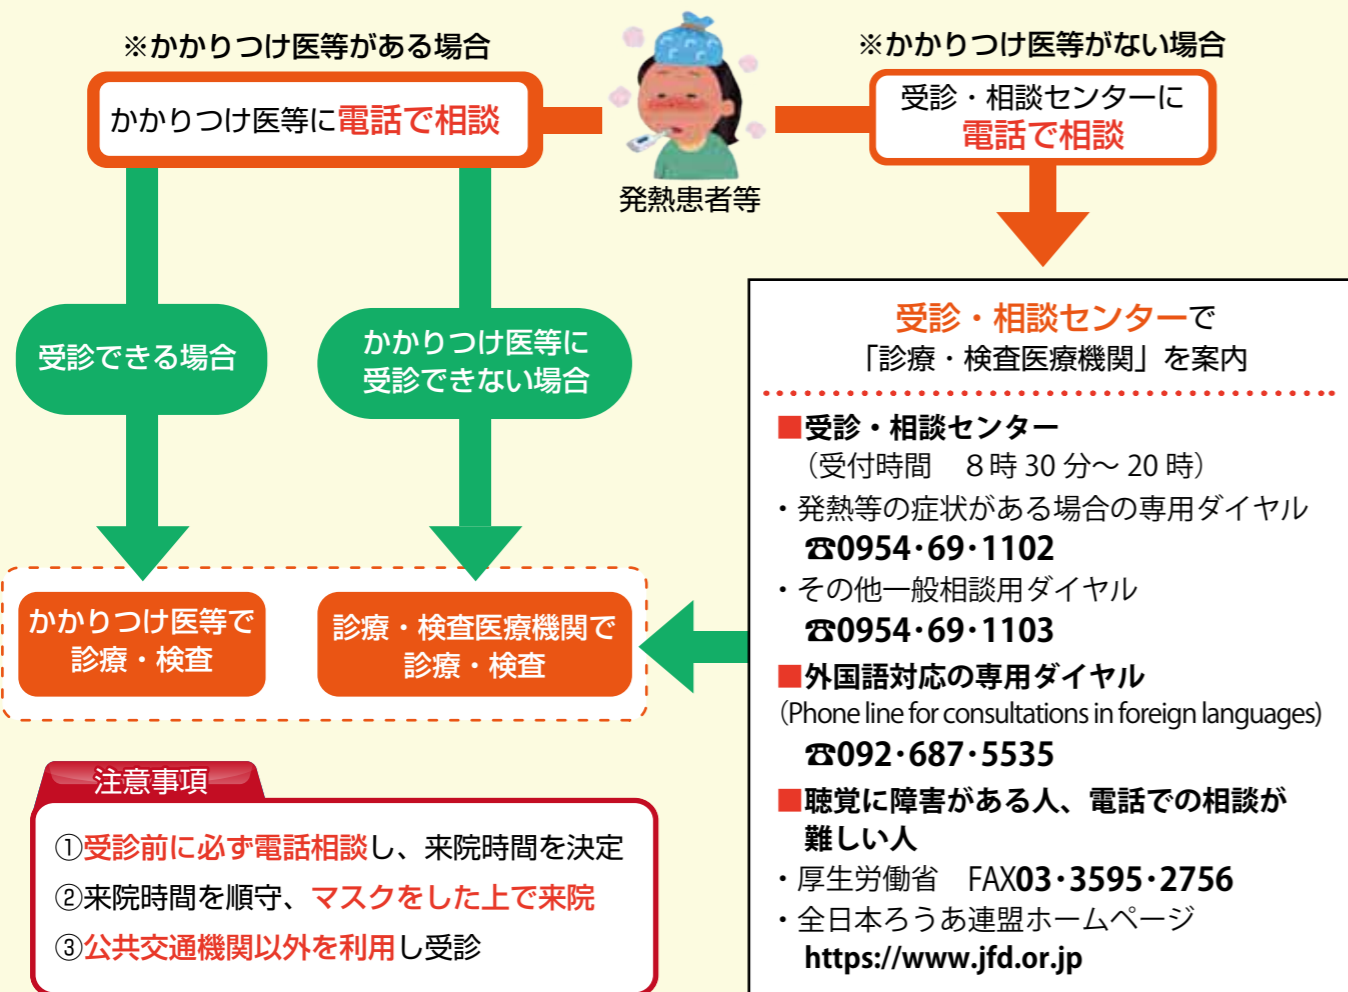 ※かかりつけ医等がある場合
かかりつけ医等に電話で相談
発熱患者等
※かかりつけ医等がない場合
受診・相談センターに
電話で相談
受診できる場合
かかりつけ医等に
受診できない場合
かかりつけ医等で
診療・検査
診療・検査医療機関で
診療・検査
受診・相談センターで
「診療・検査医療機関」を案内
■受診・相談センター
（受付時間　８時 30 分～ 20 時）
・発熱等の症状がある場合の専用ダイヤル
☎0954･69･1102
・その他一般相談用ダイヤル
☎0954･69･1103
■外国語対応の専用ダイヤル
（Phone line for consultations in foreign languages)
☎092･687･5535
■聴覚に障害がある人、電話での相談が
難しい人
・厚生労働省　FAX03･3595･2756
・全日本ろうあ連盟ホームページ
https://www.jfd.or.jp
注意事項
①受診前に必ず電話相談し、来院時間を決定
②来院時間を順守、マスクをした上で来院
③公共交通機関以外を利用し受診